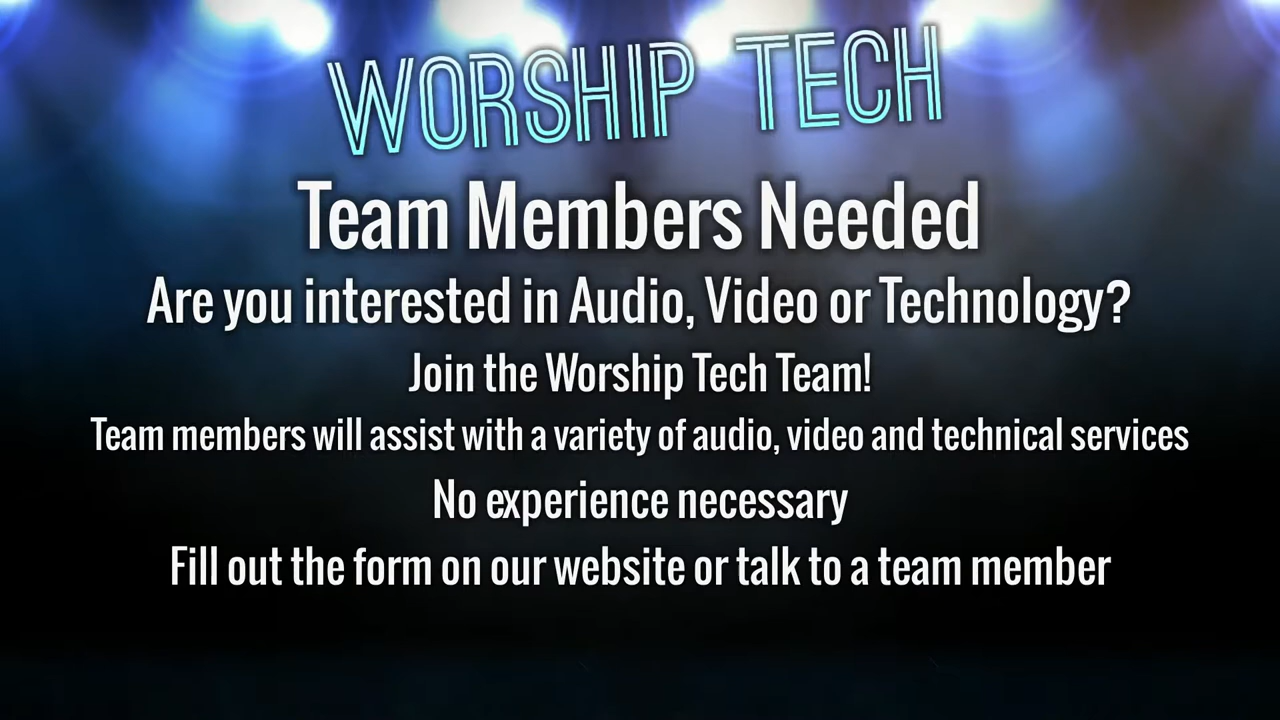 WORSHIP TECH
Team Members Needed
Are you interested in Audio, Video or Technology?
Join the Worship Tech Team!
Team members will assist with a variety of audio, video and technical services
No experience necessary
Fill out the form on our website or talk to a team member